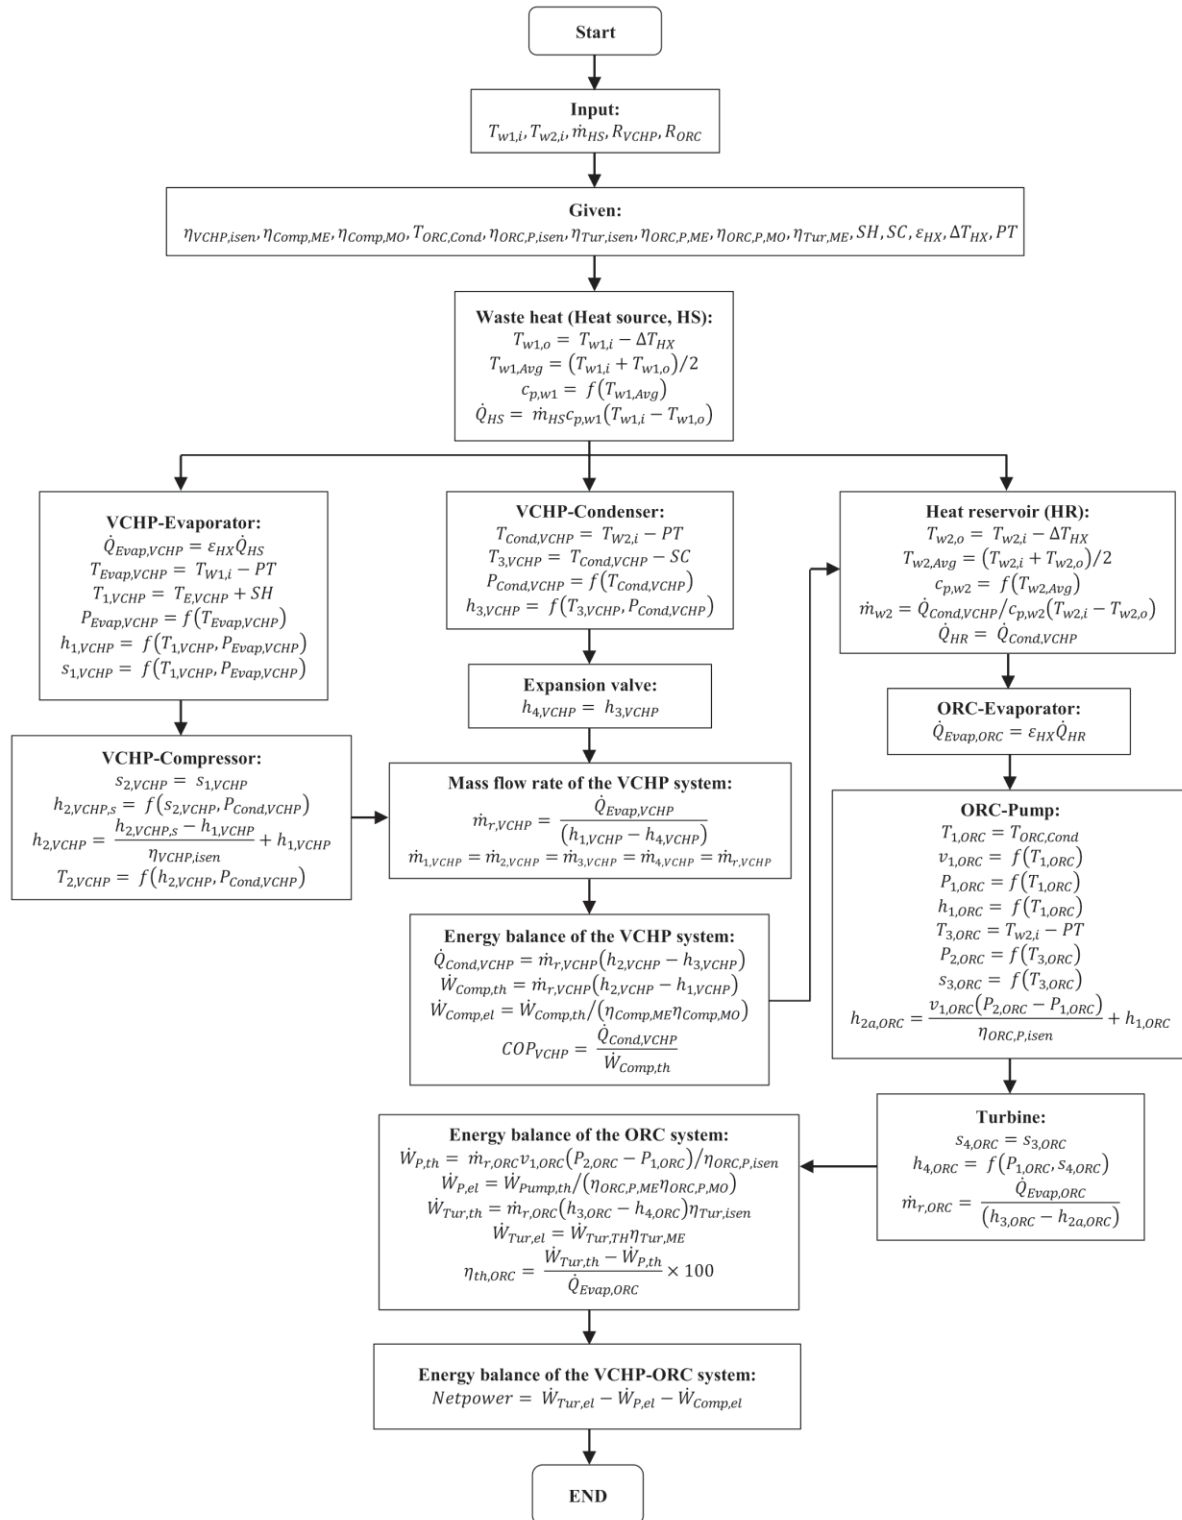 Start
Input:
T_{w1,i}, T_{w2,i}, ṁ_{HS}, R_{VCHP}, R_{ORC}
Given:
η_{VCHP,isen}, η_{Comp,ME}, η_{Comp,MO}, T_{ORC,Cond}, η_{ORC,P,isen}, η_{Tur,isen}, η_{ORC,P,ME}, η_{ORC,P,MO}, η_{Tur,ME}, SH, SC, ε_{HX}, ΔT_{HX}, PT
Waste heat (Heat source, HS):
T_{w1,o} = T_{w1,i} − ΔT_{HX}
T_{w1,Avg} = (T_{w1,i} + T_{w1,o})/2
c_{p,w1} = f(T_{w1,Avg})
Q̇_{HS} = ṁ_{HS}c_{p,w1}(T_{w1,i} − T_{w1,o})
VCHP-Evaporator:
Q̇_{Evap,VCHP} = ε_{HX}Q̇_{HS}
T_{Evap,VCHP} = T_{W1,i} − PT
T_{1,VCHP} = T_{E,VCHP} + SH
P_{Evap,VCHP} = f(T_{Evap,VCHP})
h_{1,VCHP} = f(T_{1,VCHP}, P_{Evap,VCHP})
s_{1,VCHP} = f(T_{1,VCHP}, P_{Evap,VCHP})
VCHP-Compressor:
s_{2,VCHP} = s_{1,VCHP}
h_{2,VCHP,s} = f(s_{2,VCHP}, P_{Cond,VCHP})
h_{2,VCHP} = \frac{h_{2,VCHP,s} − h_{1,VCHP}}{η_{VCHP,isen}} + h_{1,VCHP}
T_{2,VCHP} = f(h_{2,VCHP}, P_{Cond,VCHP})
VCHP-Condenser:
T_{Cond,VCHP} = T_{W2,i} − PT
T_{3,VCHP} = T_{Cond,VCHP} − SC
P_{Cond,VCHP} = f(T_{Cond,VCHP})
h_{3,VCHP} = f(T_{3,VCHP}, P_{Cond,VCHP})
Expansion valve:
h_{4,VCHP} = h_{3,VCHP}
Mass flow rate of the VCHP system:
ṁ_{r,VCHP} = \frac{Q̇_{Evap,VCHP}}{(h_{1,VCHP} − h_{4,VCHP})}
ṁ_{1,VCHP} = ṁ_{2,VCHP} = ṁ_{3,VCHP} = ṁ_{4,VCHP} = ṁ_{r,VCHP}
Energy balance of the VCHP system:
Q̇_{Cond,VCHP} = ṁ_{r,VCHP}(h_{2,VCHP} − h_{3,VCHP})
Ẇ_{Comp,th} = ṁ_{r,VCHP}(h_{2,VCHP} − h_{1,VCHP})
Ẇ_{Comp,el} = Ẇ_{Comp,th}/(η_{Comp,ME}η_{Comp,MO})
COP_{VCHP} = \frac{Q̇_{Cond,VCHP}}{Ẇ_{Comp,th}}
Heat reservoir (HR):
T_{w2,o} = T_{w2,i} − ΔT_{HX}
T_{w2,Avg} = (T_{w2,i} + T_{w2,o})/2
c_{p,w2} = f(T_{w2,Avg})
ṁ_{w2} = Q̇_{Cond,VCHP}/c_{p,w2}(T_{w2,i} − T_{w2,o})
Q̇_{HR} = Q̇_{Cond,VCHP}
ORC-Evaporator:
Q̇_{Evap,ORC} = ε_{HX}Q̇_{HR}
ORC-Pump:
T_{1,ORC} = T_{ORC,Cond}
v_{1,ORC} = f(T_{1,ORC})
P_{1,ORC} = f(T_{1,ORC})
h_{1,ORC} = f(T_{1,ORC})
T_{3,ORC} = T_{w2,i} − PT
P_{2,ORC} = f(T_{3,ORC})
s_{3,ORC} = f(T_{3,ORC})
h_{2a,ORC} = \frac{v_{1,ORC}(P_{2,ORC} − P_{1,ORC})}{η_{ORC,P,isen}} + h_{1,ORC}
Turbine:
s_{4,ORC} = s_{3,ORC}
h_{4,ORC} = f(P_{1,ORC}, s_{4,ORC})
ṁ_{r,ORC} = \frac{Q̇_{Evap,ORC}}{(h_{3,ORC} − h_{2a,ORC})}
Energy balance of the ORC system:
Ẇ_{P,th} = ṁ_{r,ORC}v_{1,ORC}(P_{2,ORC} − P_{1,ORC})/η_{ORC,P,isen}
Ẇ_{P,el} = Ẇ_{Pump,th}/(η_{ORC,P,ME}η_{ORC,P,MO})
Ẇ_{Tur,th} = ṁ_{r,ORC}(h_{3,ORC} − h_{4,ORC})η_{Tur,isen}
Ẇ_{Tur,el} = Ẇ_{Tur,TH}η_{Tur,ME}
η_{th,ORC} = \frac{Ẇ_{Tur,th} − Ẇ_{P,th}}{Q̇_{Evap,ORC}} × 100
Energy balance of the VCHP-ORC system:
Netpower = Ẇ_{Tur,el} − Ẇ_{P,el} − Ẇ_{Comp,el}
END